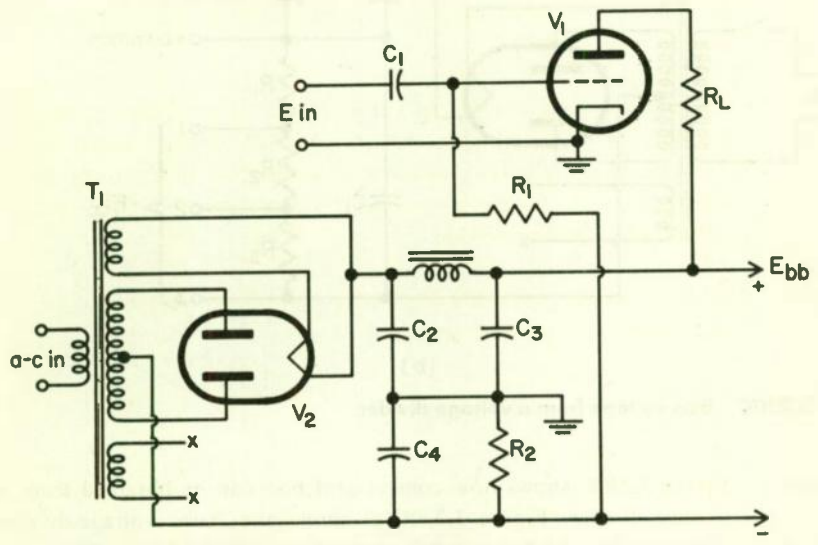 V1
C1
E in
RL
R1
T1
Ebb
+
a-c in
C2
C3
V2
C4
R2
x
x
-